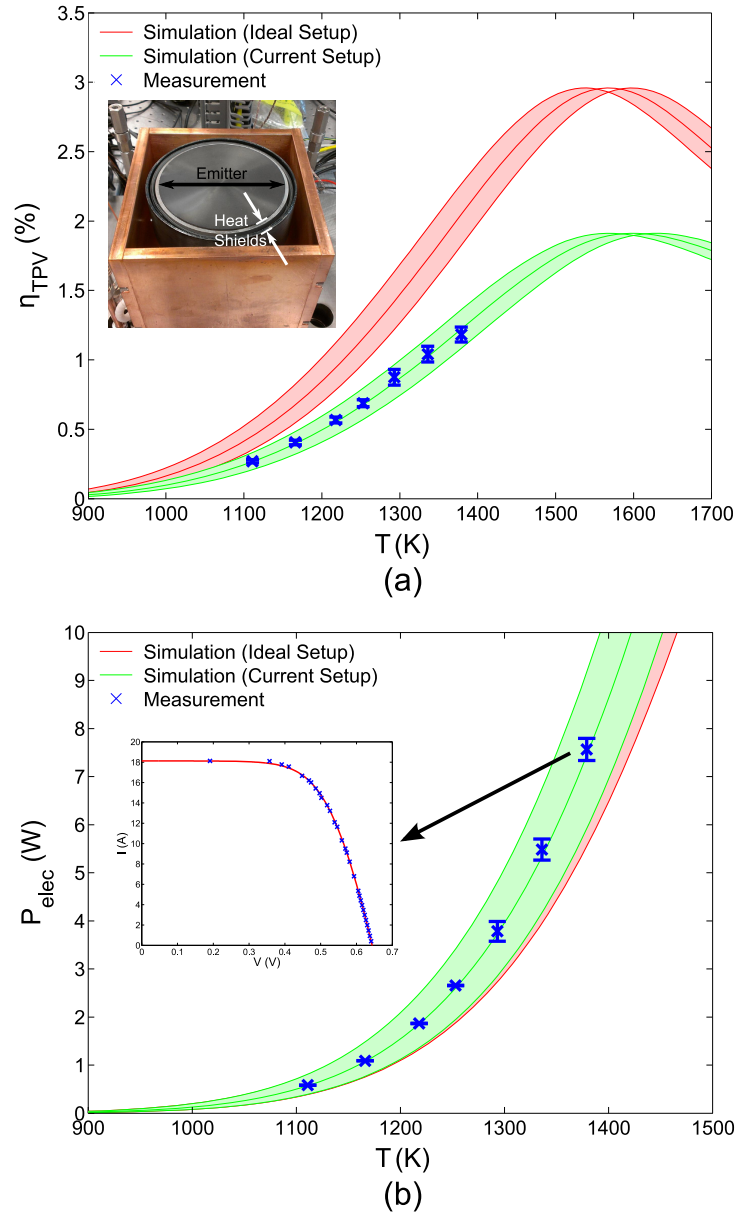 3.5
Simulation (Ideal Setup)
Simulation (Current Setup)
Measurement
3
2.5
2
1.5
1
0.5
0
η_TPV (%)
Emitter
Heat
Shields
900 1000 1100 1200 1300 1400 1500 1600 1700
T (K)
(a)
10
Simulation (Ideal Setup)
Simulation (Current Setup)
Measurement
9
8
7
6
5
4
3
2
1
0
P_elec (W)
20
18
16
14
12
10
8
6
4
2
0
I (A)
0 0.1 0.2 0.3 0.4 0.5 0.6 0.7
V (V)
900 1000 1100 1200 1300 1400 1500
T (K)
(b)